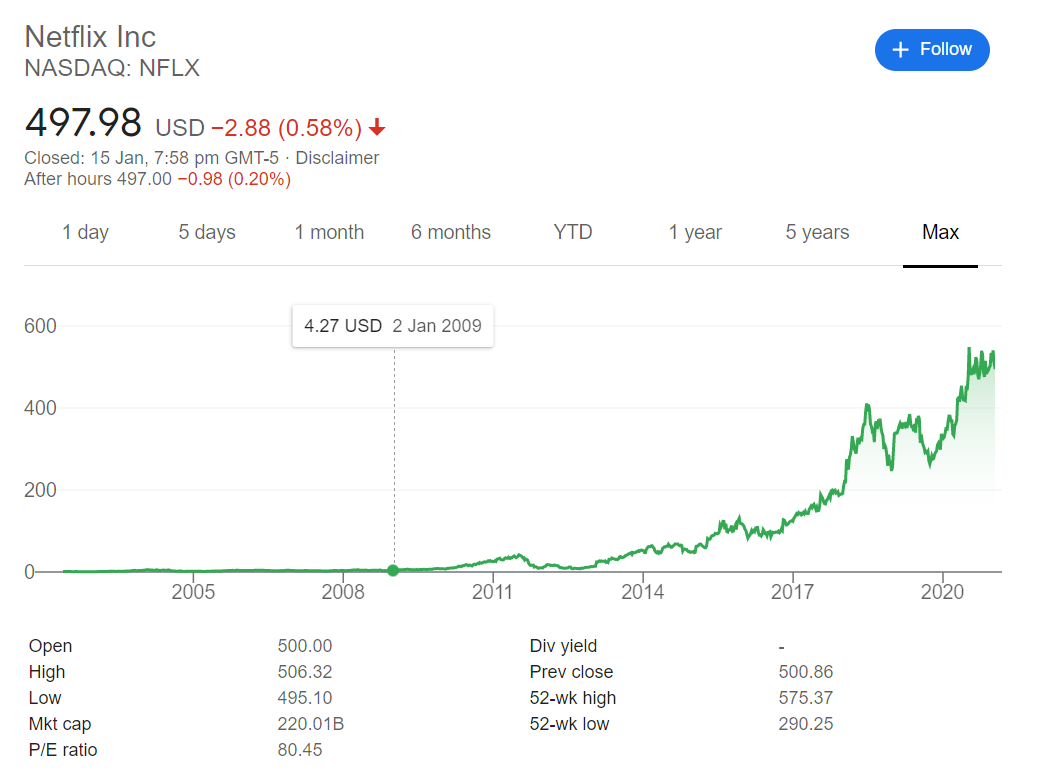 Netflix Inc
NASDAQ: NFLX
+ Follow
497.98 USD −2.88 (0.58%)
Closed: 15 Jan, 7:58 pm GMT-5 · Disclaimer
After hours 497.00 −0.98 (0.20%)
1 day 5 days 1 month 6 months YTD 1 year 5 years Max
4.27 USD 2 Jan 2009
600
400
200
0
2005 2008 2011 2014 2017 2020
Open 500.00 Div yield -
High 506.32 Prev close 500.86
Low 495.10 52-wk high 575.37
Mkt cap 220.01B 52-wk low 290.25
P/E ratio 80.45